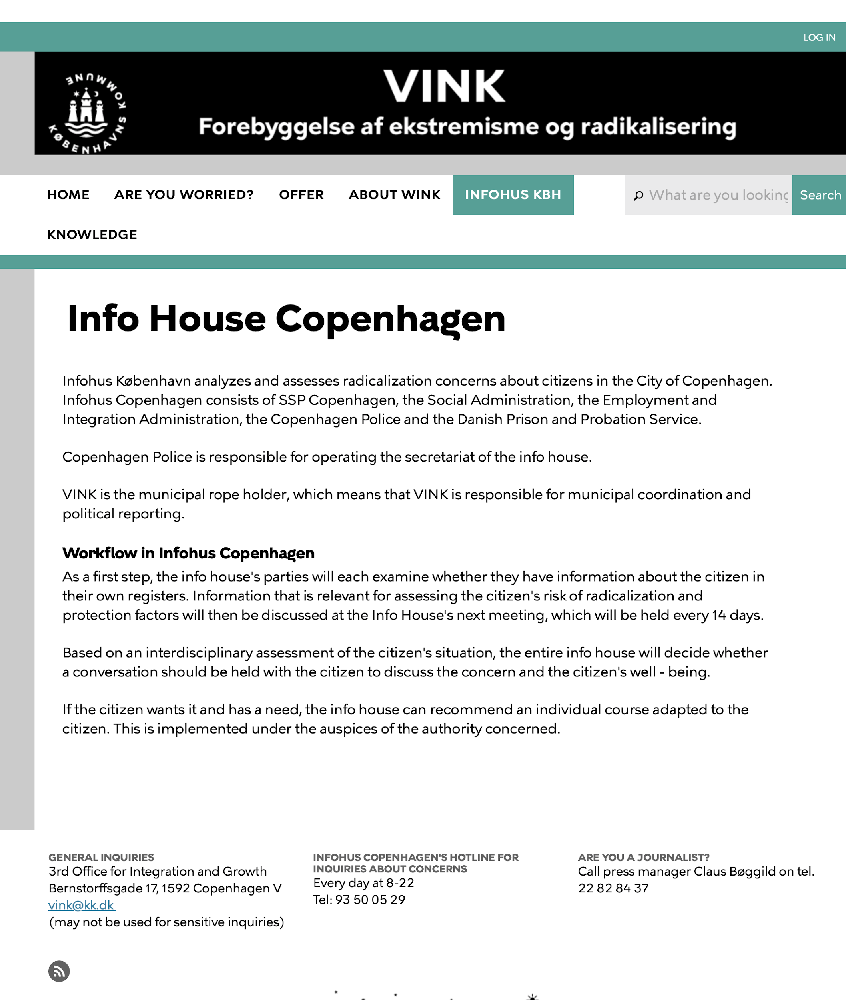 LOG IN
KØBENHAVNS KOMMUNE
VINK
Forebyggelse af ekstremisme og radikalisering
HOME ARE YOU WORRIED? OFFER ABOUT WINK INFOHUS KBH What are you looking Search
KNOWLEDGE
Info House Copenhagen
Infohus København analyzes and assesses radicalization concerns about citizens in the City of Copenhagen.
Infohus Copenhagen consists of SSP Copenhagen, the Social Administration, the Employment and
Integration Administration, the Copenhagen Police and the Danish Prison and Probation Service.
Copenhagen Police is responsible for operating the secretariat of the info house.
VINK is the municipal rope holder, which means that VINK is responsible for municipal coordination and
political reporting.
Workflow in Infohus Copenhagen
As a first step, the info house's parties will each examine whether they have information about the citizen in
their own registers. Information that is relevant for assessing the citizen's risk of radicalization and
protection factors will then be discussed at the Info House's next meeting, which will be held every 14 days.
Based on an interdisciplinary assessment of the citizen's situation, the entire info house will decide whether
a conversation should be held with the citizen to discuss the concern and the citizen's well - being.
If the citizen wants it and has a need, the info house can recommend an individual course adapted to the
citizen. This is implemented under the auspices of the authority concerned.
GENERAL INQUIRIES
3rd Office for Integration and Growth
Bernstorffsgade 17, 1592 Copenhagen V
vink@kk.dk
(may not be used for sensitive inquiries)
INFOHUS COPENHAGEN'S HOTLINE FOR
INQUIRIES ABOUT CONCERNS
Every day at 8-22
Tel: 93 50 05 29
ARE YOU A JOURNALIST?
Call press manager Claus Bøggild on tel.
22 82 84 37